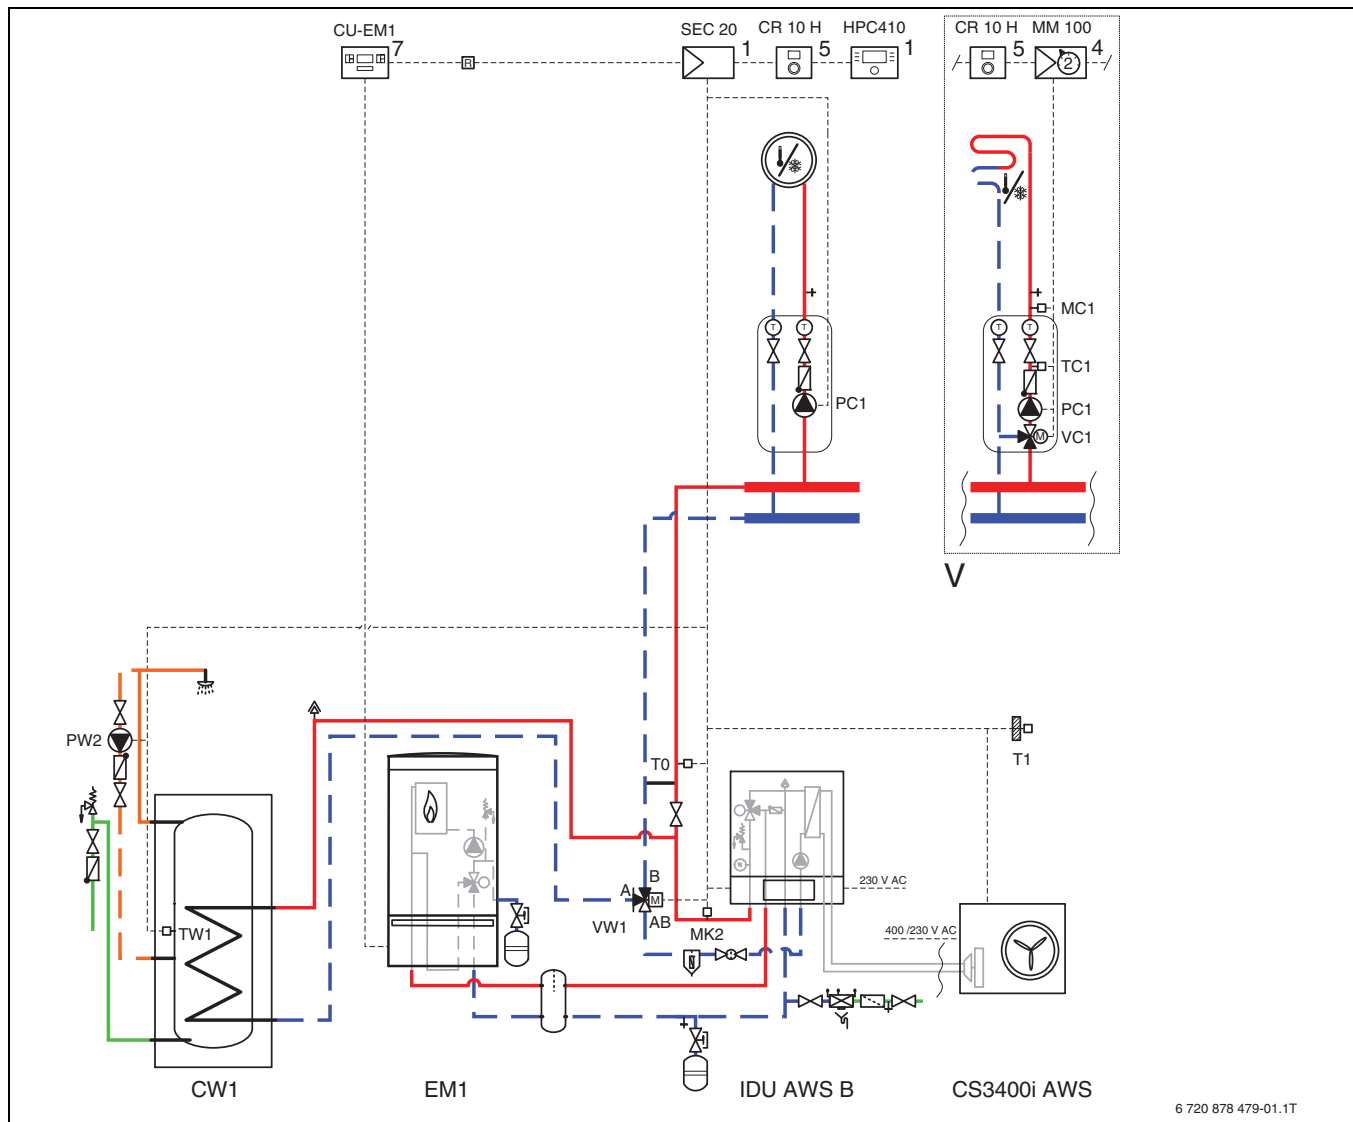 CU-EM1
7
R
SEC 20
1
CR 10 H
5
HPC410
1
CR 10 H
5
MM 100
4
2
T
T
PC1
T
T
MC1
TC1
PC1
M
VC1
V
PW2
T0
T1
230 V AC
A
B
M
AB
VW1
MK2
TW1
400 /230 V AC
CW1
EM1
IDU AWS B
CS3400i AWS
6 720 878 479-01.1T